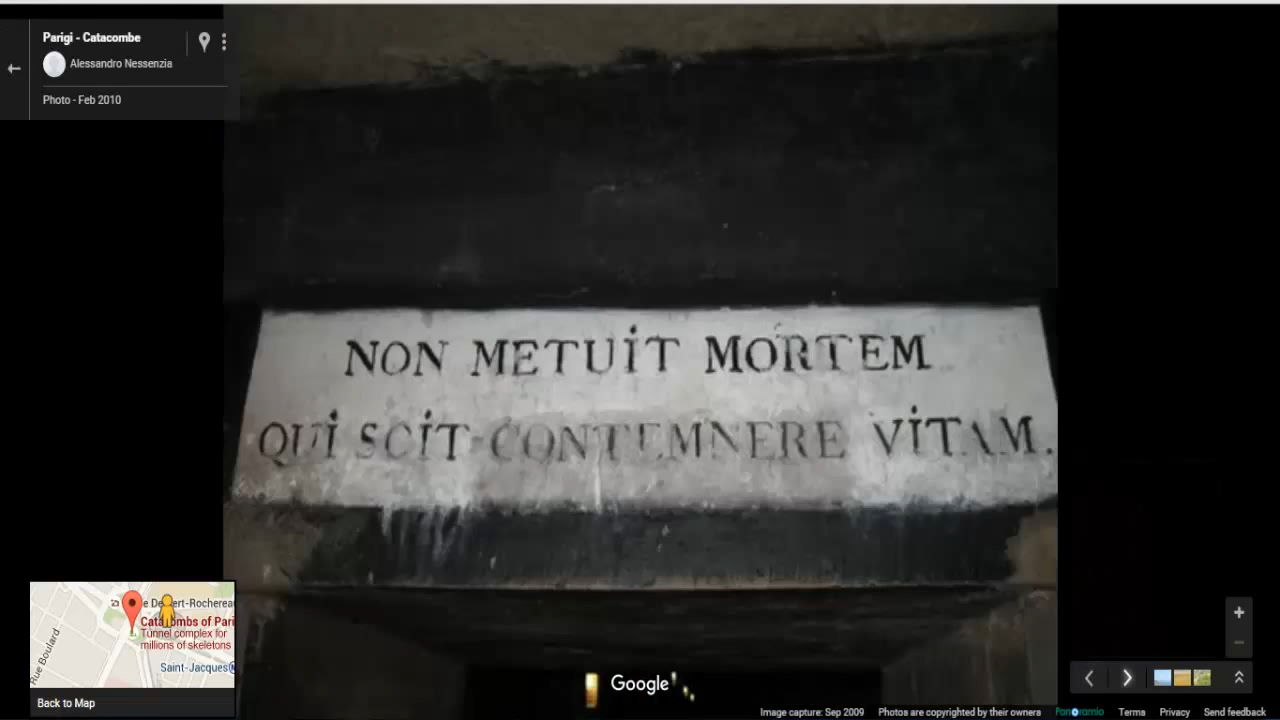 Parigi - Catacombe
Alessandro Nessenzia
Photo - Feb 2010
NON METUIT MORTEM
QUI SCIT CONTEMNERE VITAM.
Catacombs of Pari
Tunnel complex for
millions of skeletons
Rue Boulard
Saint-Jacques
Back to Map
Google
Image capture: Sep 2009 Photos are copyrighted by their owners Panoramio Terms Privacy Send feedback